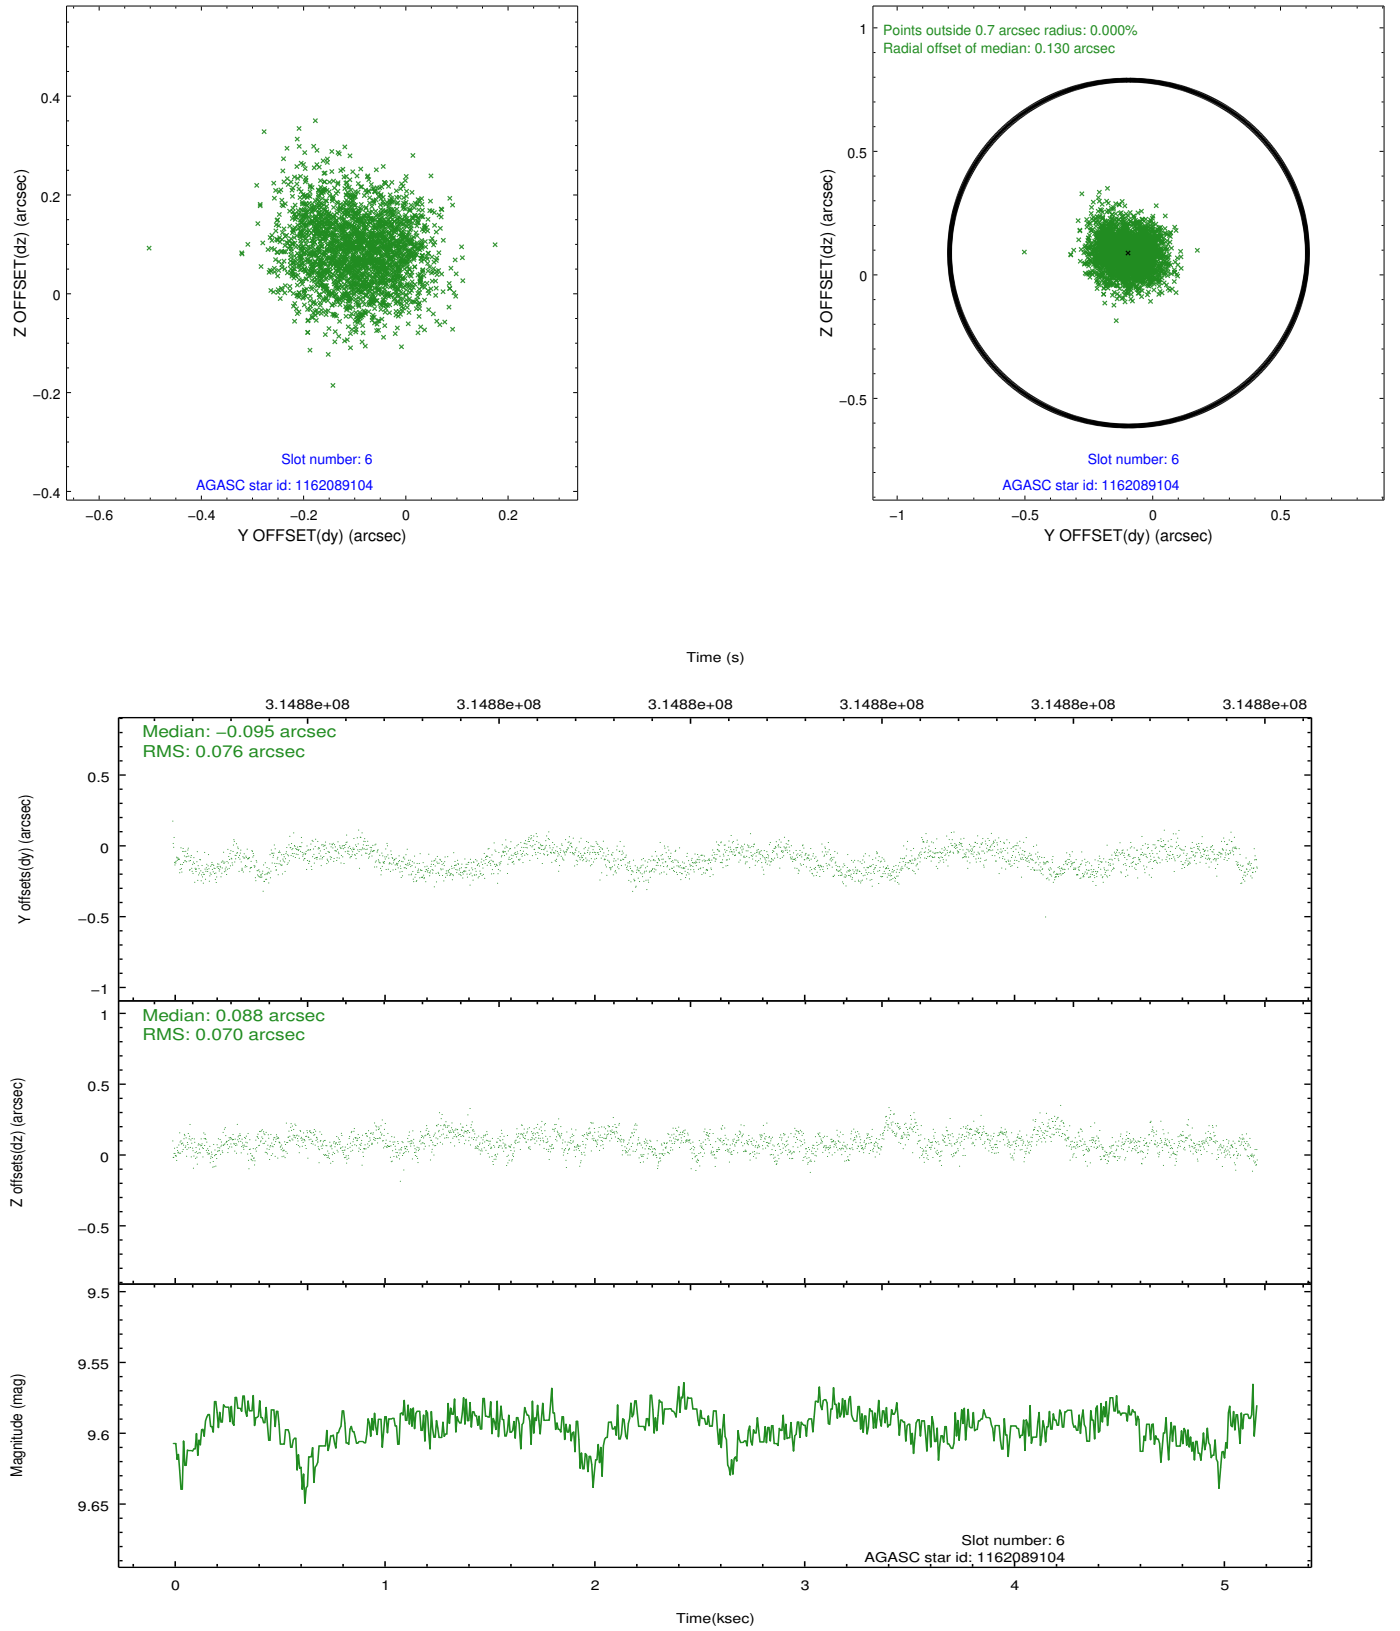 0.4
0.2
0
−0.2
−0.4
Z OFFSET(dz) (arcsec)
Slot number: 6
AGASC star id: 1162089104
−0.6 −0.4 −0.2 0 0.2
Y OFFSET(dy) (arcsec)
Points outside 0.7 arcsec radius: 0.000%
Radial offset of median: 0.130 arcsec
1
0.5
0
−0.5
Z OFFSET(dz) (arcsec)
Slot number: 6
AGASC star id: 1162089104
−1 −0.5 0 0.5
Y OFFSET(dy) (arcsec)
Time (s)
3.1488e+08 3.1488e+08 3.1488e+08 3.1488e+08 3.1488e+08 3.1488e+08
Median: −0.095 arcsec
RMS: 0.076 arcsec
0.5
0
−0.5
−1
Y offsets(dy) (arcsec)
Median: 0.088 arcsec
RMS: 0.070 arcsec
1
0.5
0
−0.5
Z offsets(dz) (arcsec)
9.5
9.55
9.6
9.65
Magnitude (mag)
Slot number: 6
AGASC star id: 1162089104
0 1 2 3 4 5
Time(ksec)